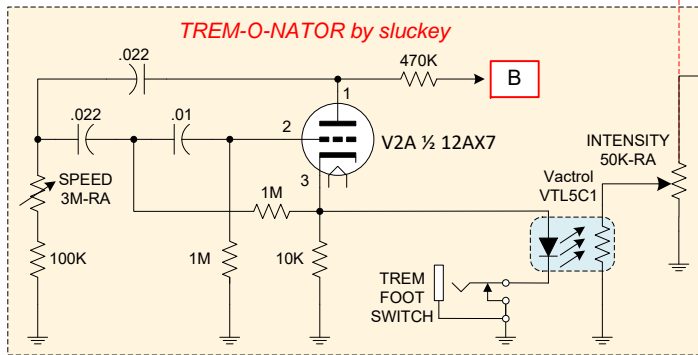 TREM-O-NATOR by sluckey
.022
470K
B
1
.022
.01
2
V2A ½ 12AX7
INTENSITY
50K-RA
3
SPEED
3M-RA
1M
Vactrol
VTL5C1
100K
1M
10K
TREM
FOOT
SWITCH